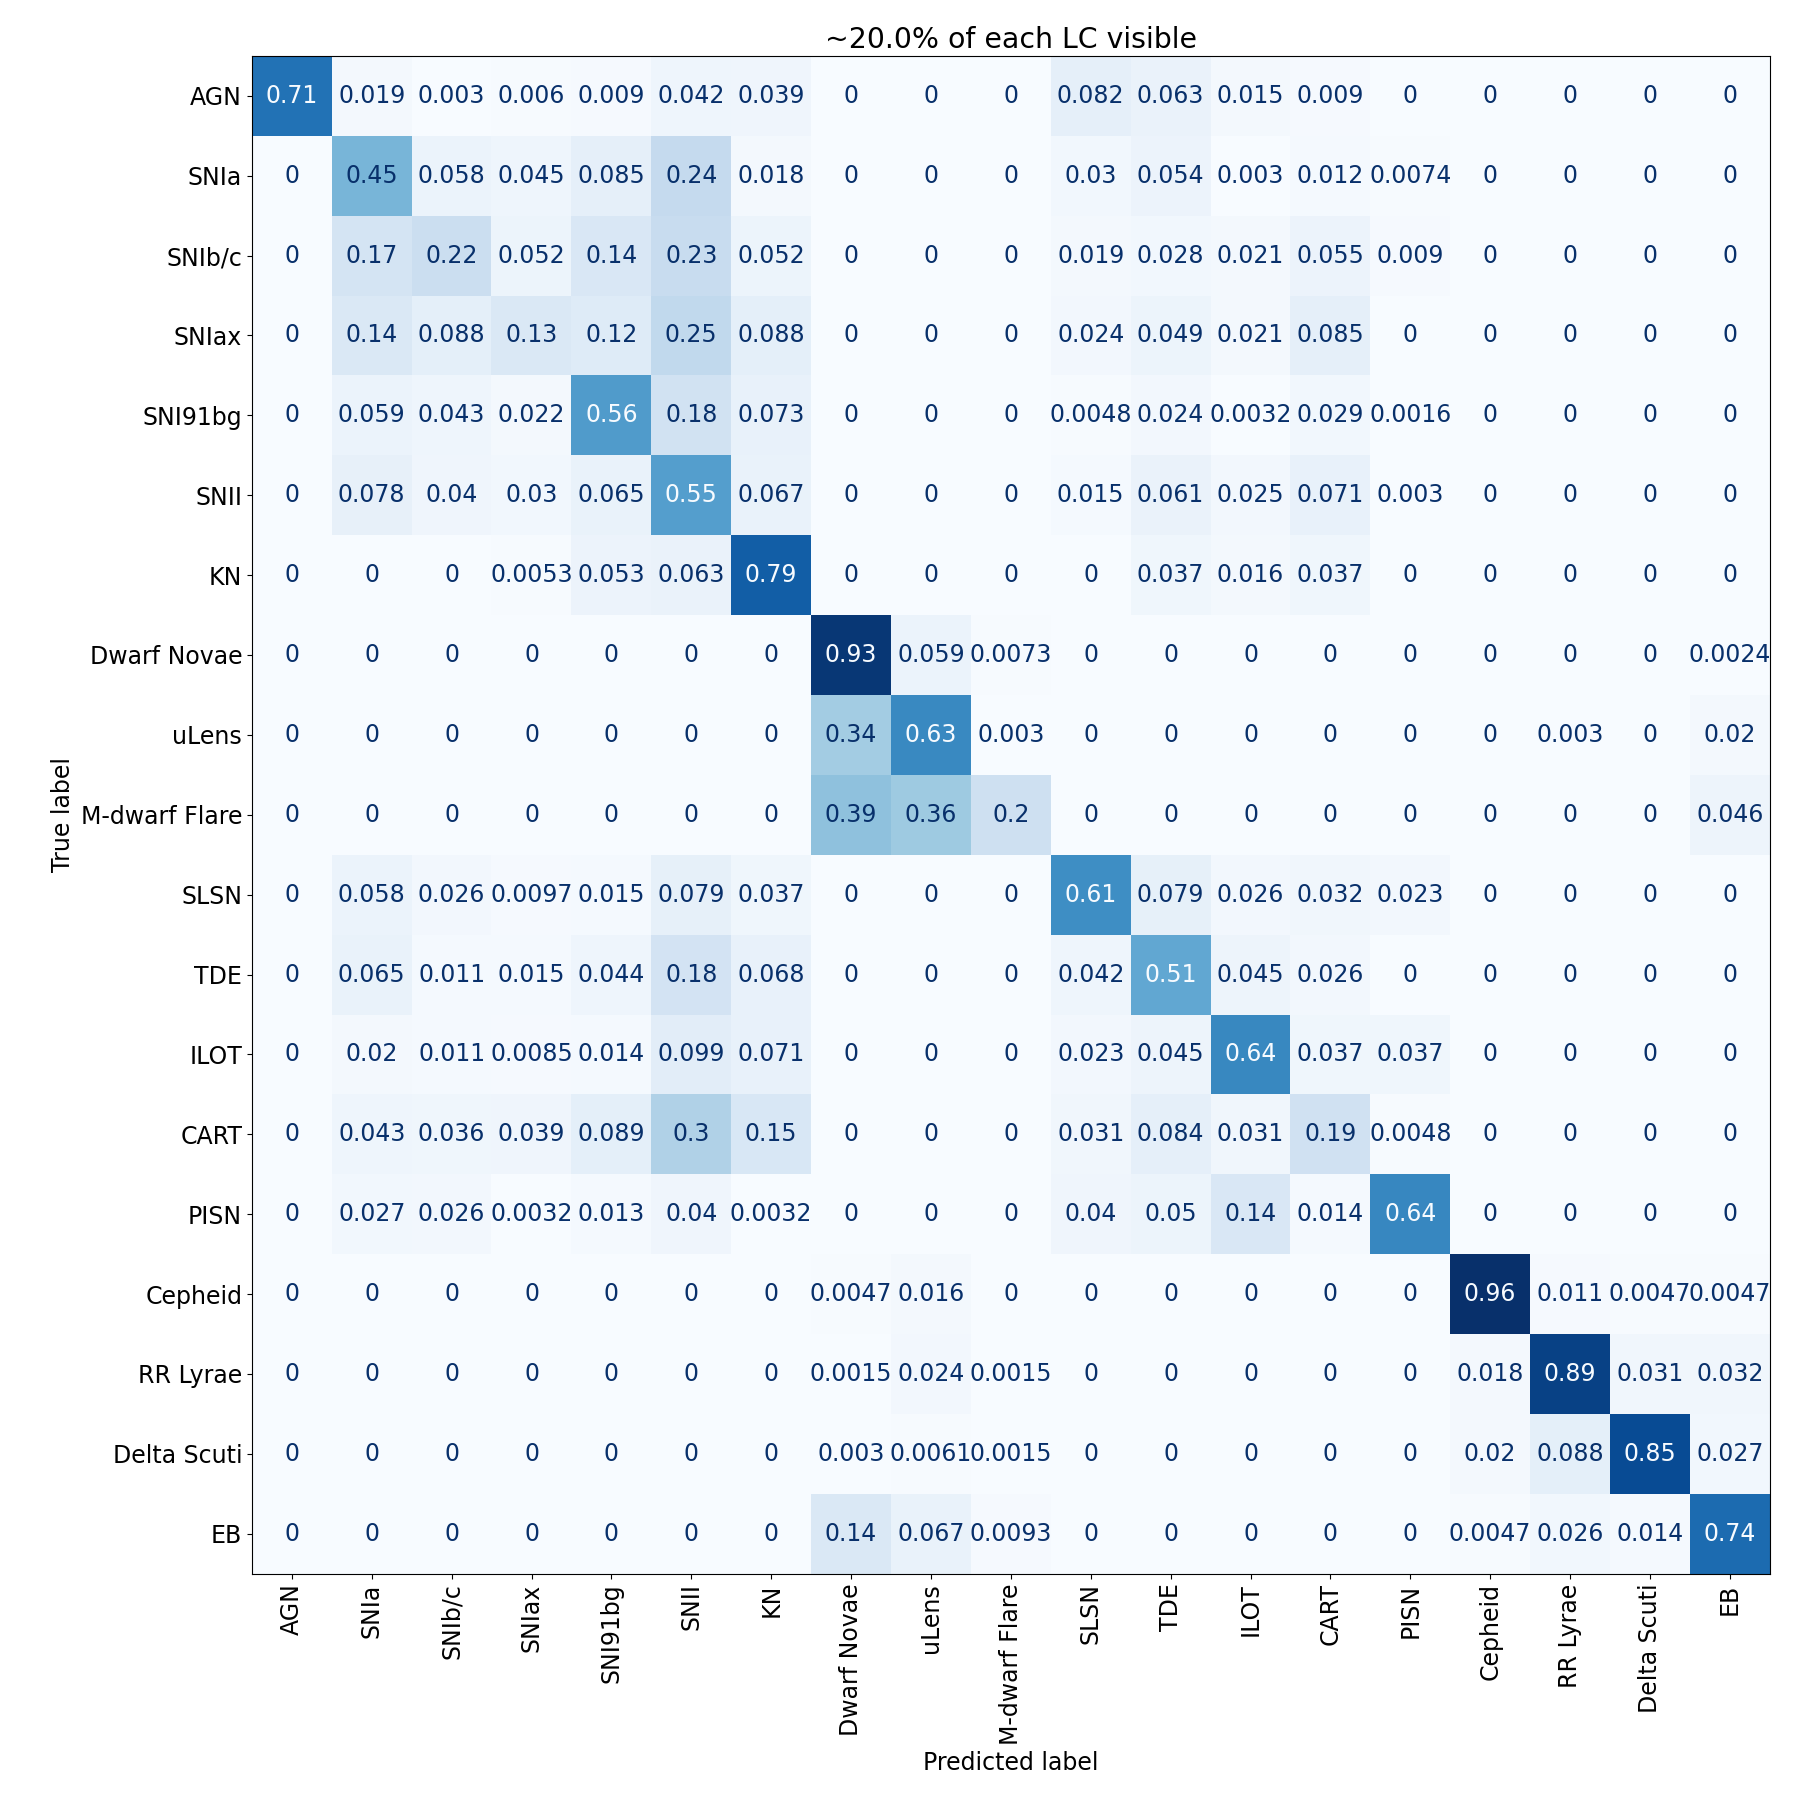 ~20.0% of each LC visible
AGN 0.71 0.019 0.003 0.006 0.009 0.042 0.039 0 0 0 0.082 0.063 0.015 0.009 0 0 0 0 0
SNIa 0 0.45 0.058 0.045 0.085 0.24 0.018 0 0 0 0.03 0.054 0.003 0.012 0.0074 0 0 0 0
SNIb/c 0 0.17 0.22 0.052 0.14 0.23 0.052 0 0 0 0.019 0.028 0.021 0.055 0.009 0 0 0 0
SNIax 0 0.14 0.088 0.13 0.12 0.25 0.088 0 0 0 0.024 0.049 0.021 0.085 0 0 0 0 0
SNI91bg 0 0.059 0.043 0.022 0.56 0.18 0.073 0 0 0 0.0048 0.024 0.0032 0.029 0.0016 0 0 0 0
SNII 0 0.078 0.04 0.03 0.065 0.55 0.067 0 0 0 0.015 0.061 0.025 0.071 0.003 0 0 0 0
KN 0 0 0 0.0053 0.053 0.063 0.79 0 0 0 0 0.037 0.016 0.037 0 0 0 0 0
Dwarf Novae 0 0 0 0 0 0 0 0.93 0.059 0.0073 0 0 0 0 0 0 0 0 0.0024
uLens 0 0 0 0 0 0 0 0.34 0.63 0.003 0 0 0 0 0 0 0.003 0 0.02
M-dwarf Flare 0 0 0 0 0 0 0 0.39 0.36 0.2 0 0 0 0 0 0 0 0 0.046
SLSN 0 0.058 0.026 0.0097 0.015 0.079 0.037 0 0 0 0.61 0.079 0.026 0.032 0.023 0 0 0 0
TDE 0 0.065 0.011 0.015 0.044 0.18 0.068 0 0 0 0.042 0.51 0.045 0.026 0 0 0 0 0
ILOT 0 0.02 0.011 0.0085 0.014 0.099 0.071 0 0 0 0.023 0.045 0.64 0.037 0.037 0 0 0 0
CART 0 0.043 0.036 0.039 0.089 0.3 0.15 0 0 0 0.031 0.084 0.031 0.19 0.0048 0 0 0 0
PISN 0 0.027 0.026 0.0032 0.013 0.04 0.0032 0 0 0 0.04 0.05 0.14 0.014 0.64 0 0 0 0
Cepheid 0 0 0 0 0 0 0 0.0047 0.016 0 0 0 0 0 0 0.96 0.011 0.0047 0.0047
RR Lyrae 0 0 0 0 0 0 0 0.0015 0.024 0.0015 0 0 0 0 0 0.018 0.89 0.031 0.032
Delta Scuti 0 0 0 0 0 0 0 0.003 0.0061 0.0015 0 0 0 0 0 0.02 0.088 0.85 0.027
EB 0 0 0 0 0 0 0 0.14 0.067 0.0093 0 0 0 0 0 0.0047 0.026 0.014 0.74
True label
AGN SNIa SNIb/c SNIax SNI91bg SNII KN Dwarf Novae uLens M-dwarf Flare SLSN TDE ILOT CART PISN Cepheid RR Lyrae Delta Scuti EB
Predicted label